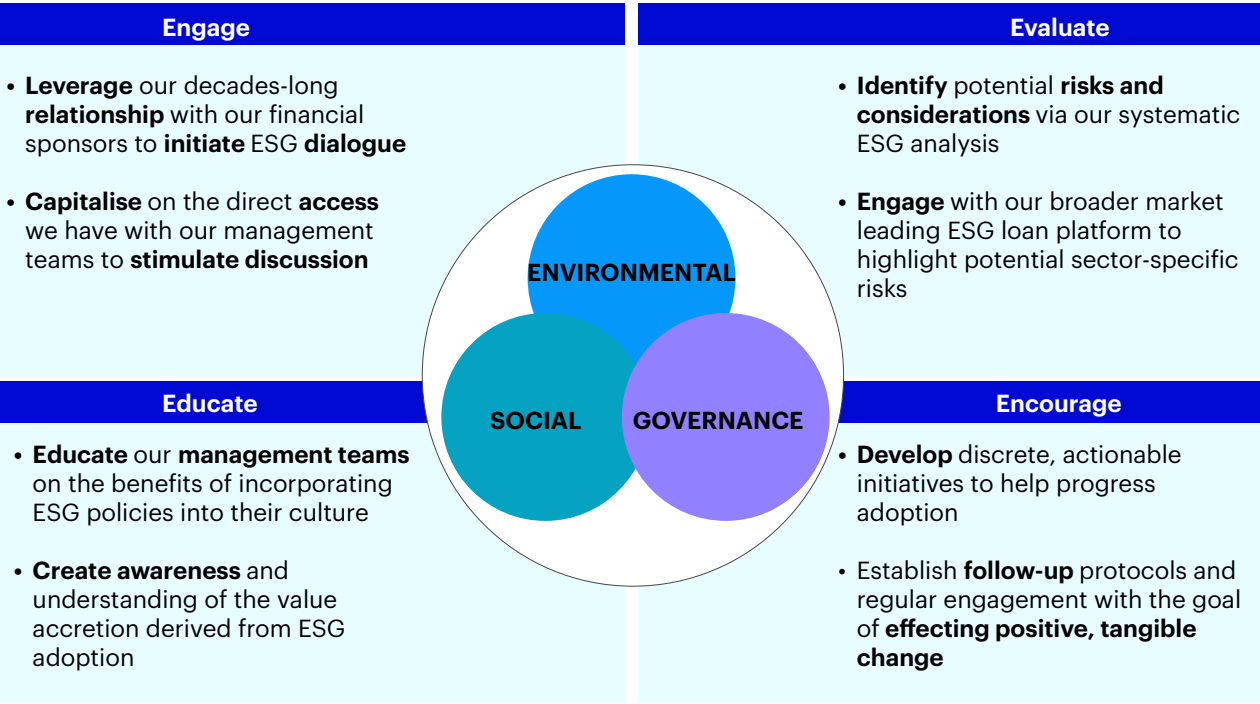 Engage
• Leverage our decades-long
relationship with our financial
sponsors to initiate ESG dialogue
• Capitalise on the direct access
we have with our management
teams to stimulate discussion
Evaluate
• Identify potential risks and
considerations via our systematic
ESG analysis
• Engage with our broader market
leading ESG loan platform to
highlight potential sector-specific
risks
ENVIRONMENTAL
SOCIAL
GOVERNANCE
Educate
• Educate our management teams
on the benefits of incorporating
ESG policies into their culture
• Create awareness and
understanding of the value
accretion derived from ESG
adoption
Encourage
• Develop discrete, actionable
initiatives to help progress
adoption
• Establish follow-up protocols and
regular engagement with the goal
of effecting positive, tangible
change